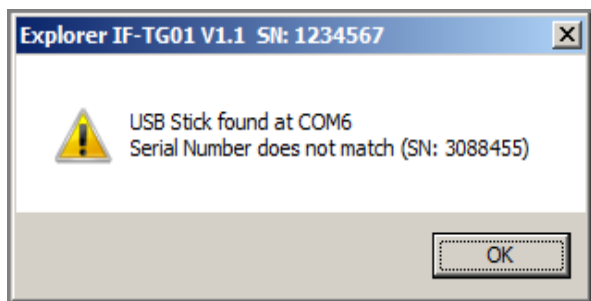 Explorer IF-TG01 V1.1 SN: 1234567
USB Stick found at COM6
Serial Number does not match (SN: 3088455)
OK